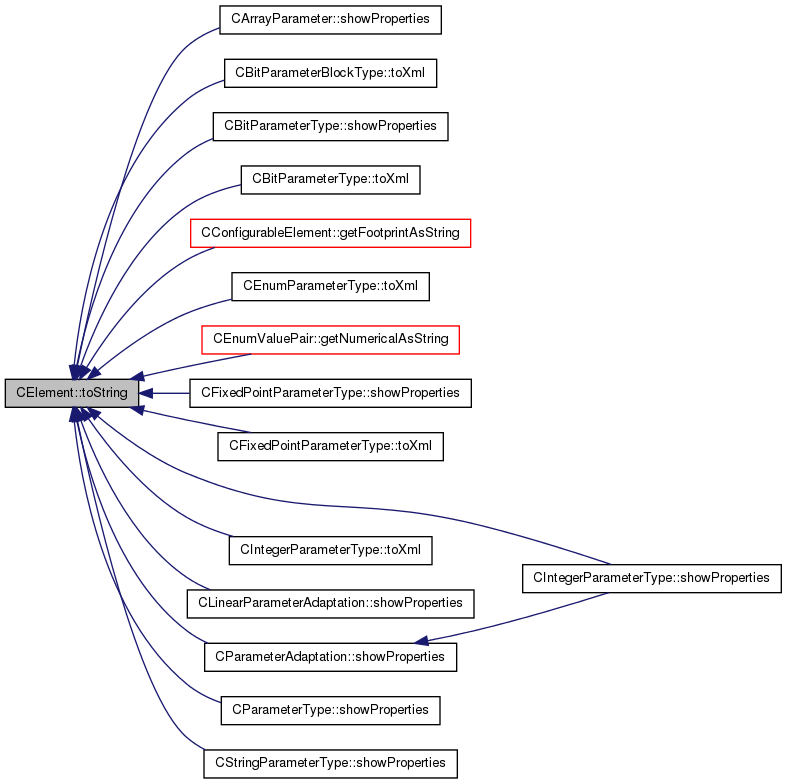 CArrayParameter::showProperties
CBitParameterBlockType::toXml
CBitParameterType::showProperties
CBitParameterType::toXml
CConfigurableElement::getFootprintAsString
CEnumParameterType::toXml
CEnumValuePair::getNumericalAsString
CElement::toString
CFixedPointParameterType::showProperties
CFixedPointParameterType::toXml
CIntegerParameterType::toXml
CIntegerParameterType::showProperties
CLinearParameterAdaptation::showProperties
CParameterAdaptation::showProperties
CParameterType::showProperties
CStringParameterType::showProperties